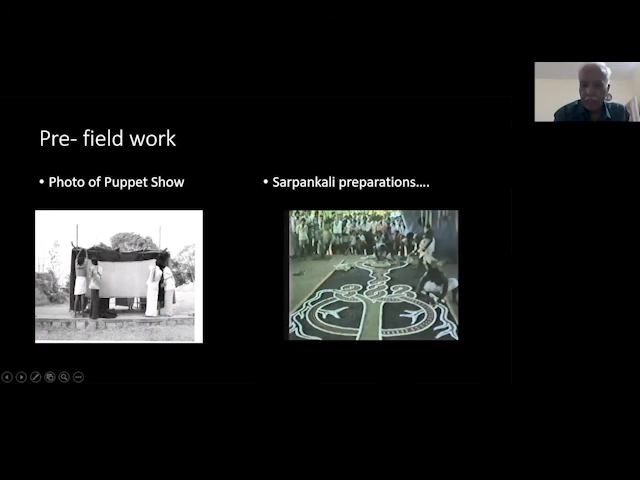 Pre- field work
• Photo of Puppet Show
• Sarpankali preparations....